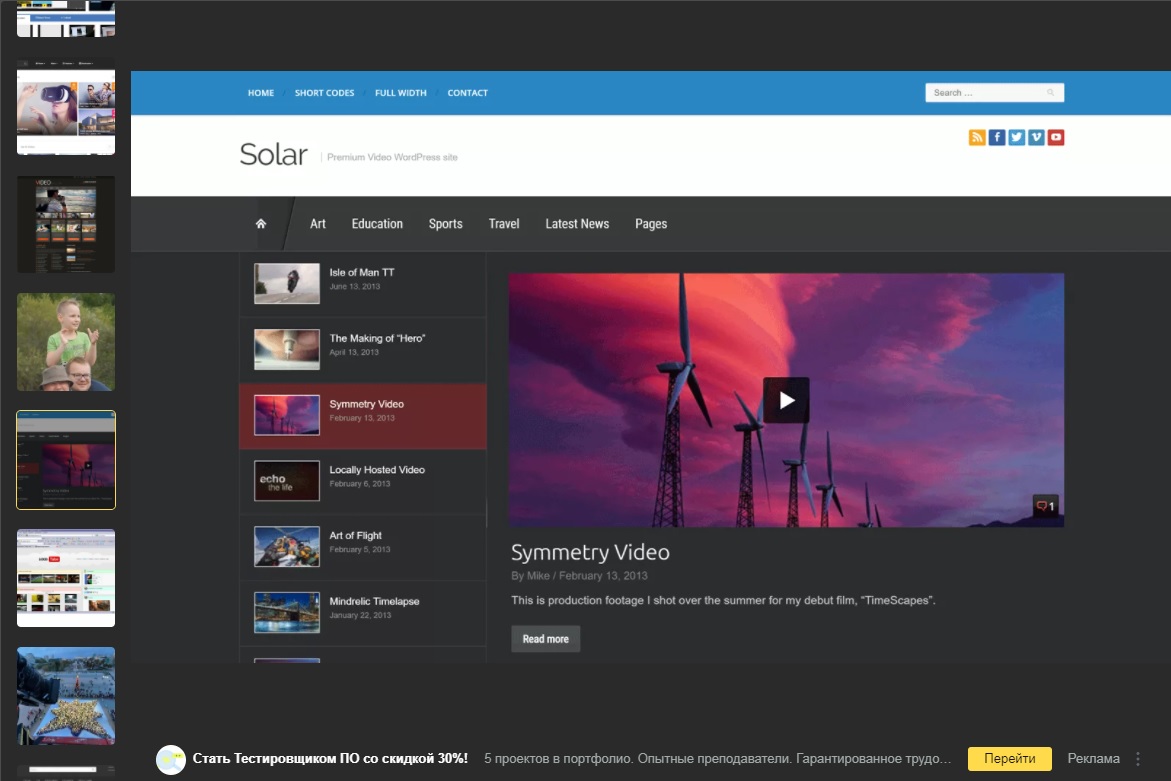 HOME / SHORT CODES / FULL WIDTH / CONTACT
Search ...
Solar
Premium Video WordPress site
Art Education Sports Travel Latest News Pages
Isle of Man TT
June 13, 2013
The Making of “Hero”
April 13, 2013
Symmetry Video
February 13, 2013
echo
the life
Locally Hosted Video
February 6, 2013
Art of Flight
February 5, 2013
Mindrelic Timelapse
January 22, 2013
1
Symmetry Video
By Mike / February 13, 2013
This is production footage I shot over the summer for my debut film, “TimeScapes”.
Read more
VIDEO
Стать Тестировщиком ПО со скидкой 30%!
5 проектов в портфолио. Опытные преподаватели. Гарантированное трудо...
Перейти
Реклама